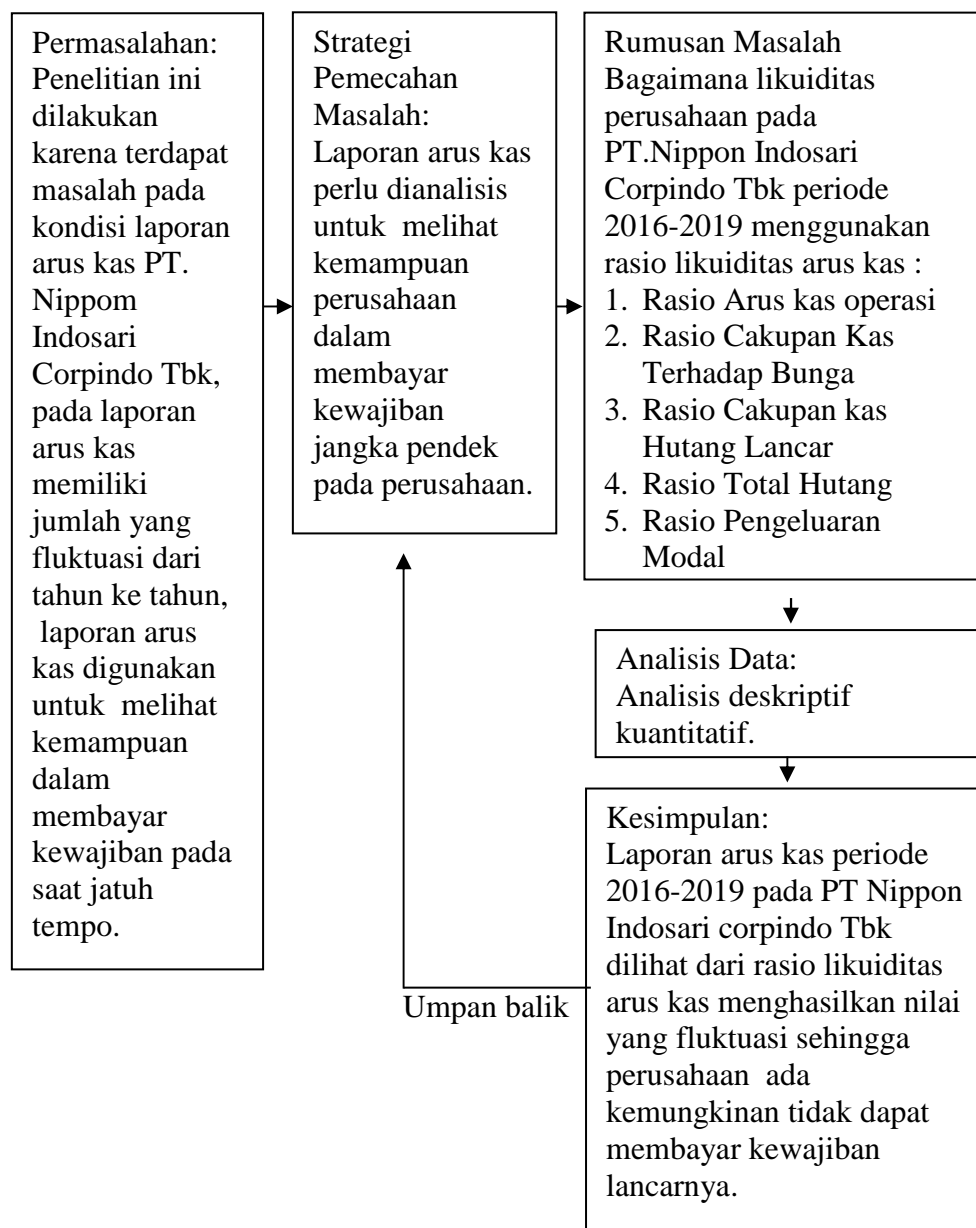 Permasalahan:
Penelitian ini
dilakukan
karena terdapat
masalah pada
kondisi laporan
arus kas PT.
Nippom
Indosari
Corpindo Tbk,
pada laporan
arus kas
memiliki
jumlah yang
fluktuasi dari
tahun ke tahun,
laporan arus
kas digunakan
untuk melihat
kemampuan
dalam
membayar
kewajiban pada
saat jatuh
tempo.
Strategi
Pemecahan
Masalah:
Laporan arus kas
perlu dianalisis
untuk melihat
kemampuan
perusahaan
dalam
membayar
kewajiban
jangka pendek
pada perusahaan.
Rumusan Masalah
Bagaimana likuiditas
perusahaan pada
PT.Nippon Indosari
Corpindo Tbk periode
2016-2019 menggunakan
rasio likuiditas arus kas :
1. Rasio Arus kas operasi
2. Rasio Cakupan Kas
Terhadap Bunga
3. Rasio Cakupan kas
Hutang Lancar
4. Rasio Total Hutang
5. Rasio Pengeluaran
Modal
Analisis Data:
Analisis deskriptif
kuantitatif.
Kesimpulan:
Laporan arus kas periode
2016-2019 pada PT Nippon
Indosari corpindo Tbk
dilihat dari rasio likuiditas
arus kas menghasilkan nilai
yang fluktuasi sehingga
perusahaan ada
kemungkinan tidak dapat
membayar kewajiban
lancarnya.
Umpan balik